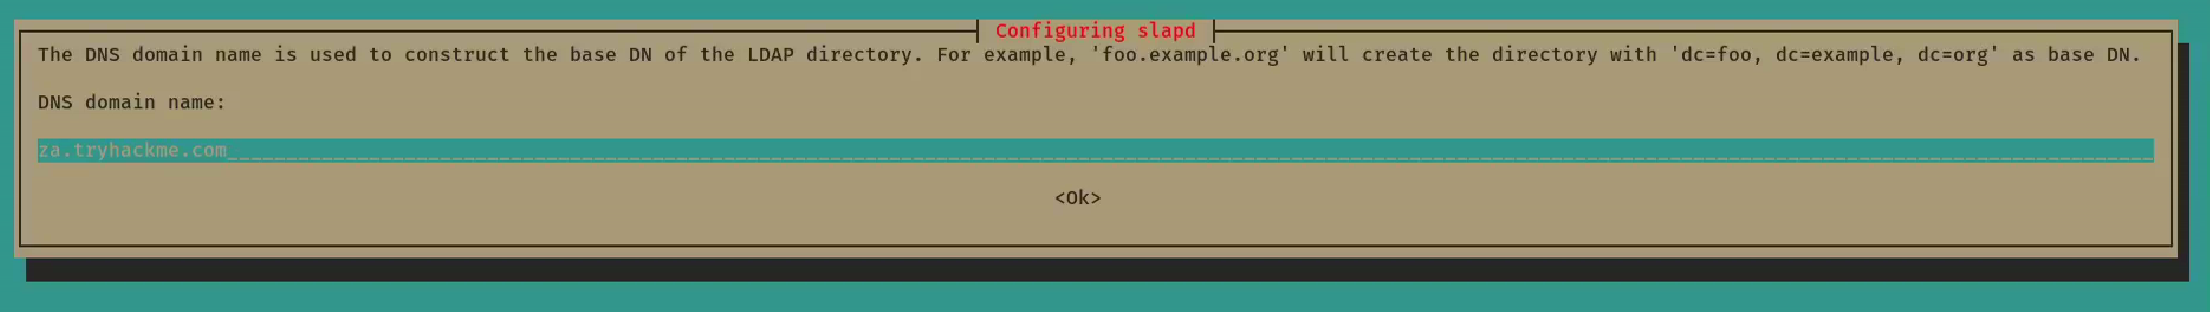 Configuring slapd
The DNS domain name is used to construct the base DN of the LDAP directory. For example, 'foo.example.org' will create the directory with 'dc=foo, dc=example, dc=org' as base DN.
DNS domain name:
za.tryhackme.com
<Ok>